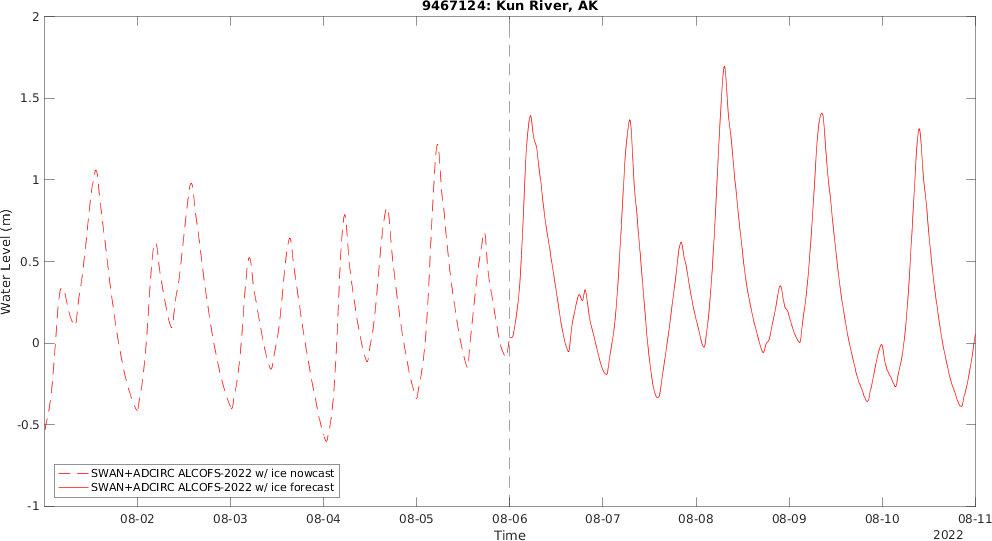 9467124: Kun River, AK
Water Level (m)
2
1.5
1
0.5
0
-0.5
-1
SWAN+ADCIRC ALCOFS-2022 w/ ice nowcast
SWAN+ADCIRC ALCOFS-2022 w/ ice forecast
08-02 08-03 08-04 08-05 08-06 08-07 08-08 08-09 08-10 08-11
Time
2022